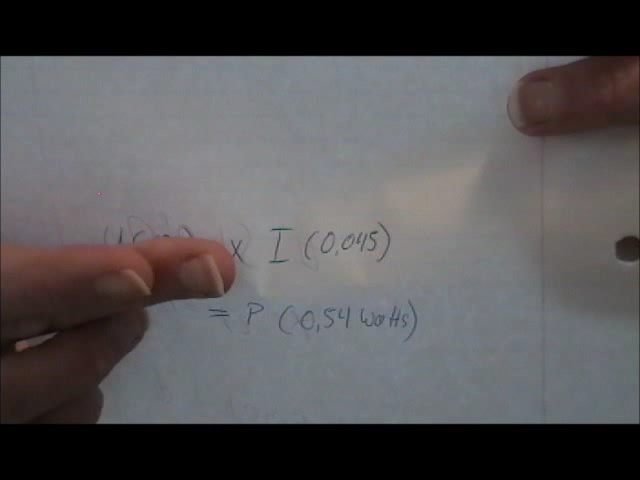 x I (0,045)
= P (0,54 watts)